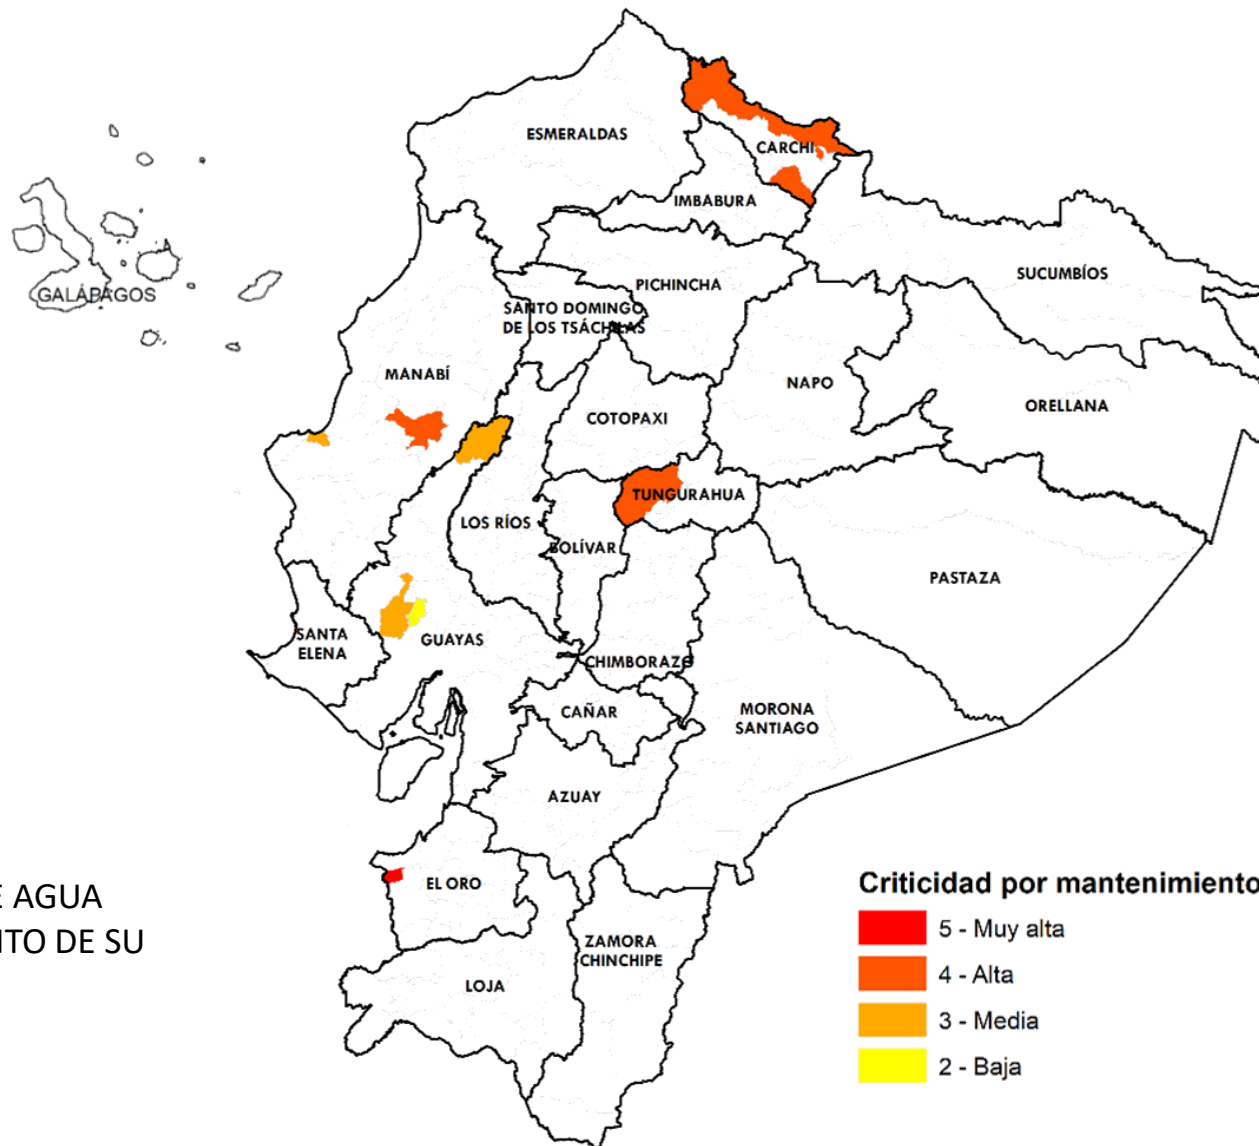 ESMERALDAS
CARCHI
IMBABURA
GALÁPAGOS
PICHINCHA
SUCUMBÍOS
SANTO DOMINGO
DE LOS TSÁCHILAS
MANABÍ
NAPO
ORELLANA
COTOPAXI
TUNGURAHUA
LOS RÍOS
BOLÍVAR
PASTAZA
SANTA
ELENA
GUAYAS
CHIMBORAZO
CAÑAR
MORONA
SANTIAGO
AZUAY
EL ORO
ZAMORA
CHINCHIPE
LOJA
E AGUA
NTO DE SU
Criticidad por mantenimiento
5 - Muy alta
4 - Alta
3 - Media
2 - Baja